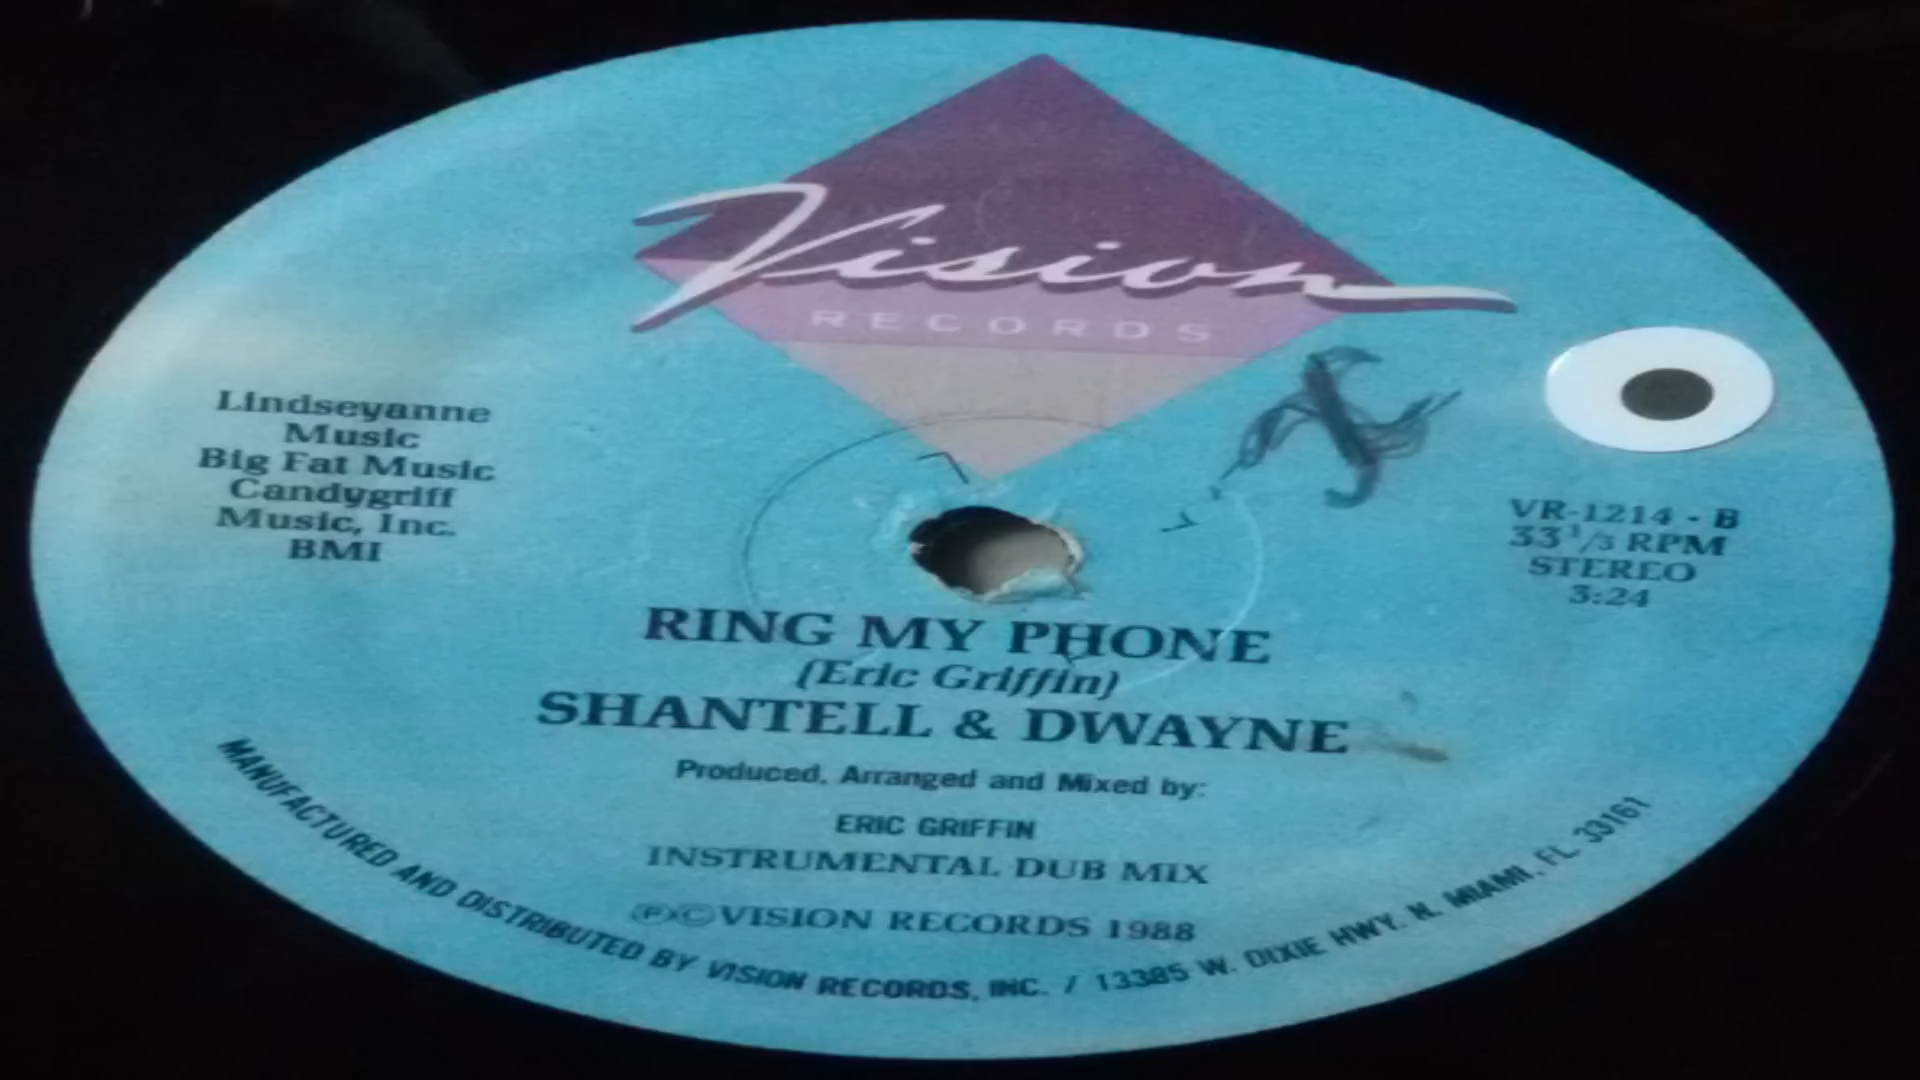 Vision
RECORDS
Lindseyanne
Music
Big Fat Music
Candygriff
Music, Inc.
BMI
VR-1214 - B
33 1/3 RPM
STEREO
3:24
RING MY PHONE
(Eric Griffin)
SHANTELL & DWAYNE
Produced, Arranged and Mixed by:
ERIC GRIFFIN
INSTRUMENTAL DUB MIX
ⓅⒸVISION RECORDS 1988
MANUFACTURED AND DISTRIBUTED BY VISION RECORDS, INC. / 13385 W. DIXIE HWY. N. MIAMI, FL 33161